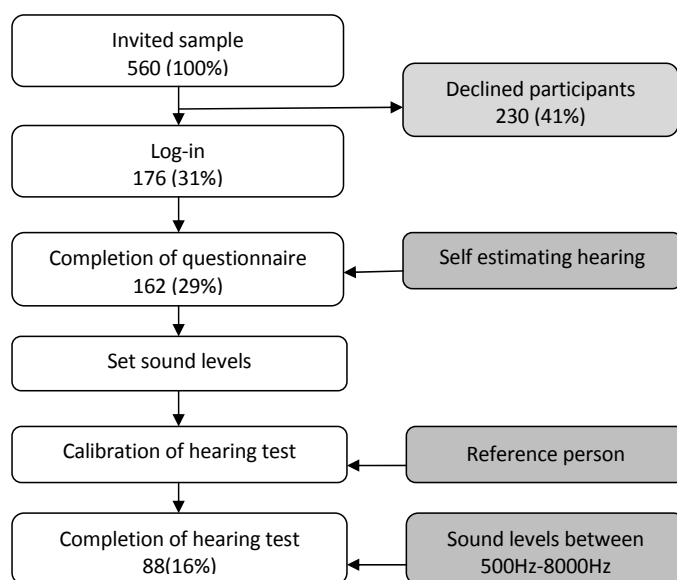 Invited sample
560 (100%)
Declined participants
230 (41%)
Log-in
176 (31%)
Completion of questionnaire
162 (29%)
Self estimating hearing
Set sound levels
Calibration of hearing test
Reference person
Completion of hearing test
88(16%)
Sound levels between
500Hz-8000Hz